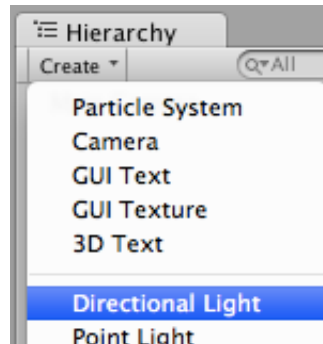 Hierarchy
Create
All
Particle System
Camera
GUI Text
GUI Texture
3D Text
Directional Light
Point Light